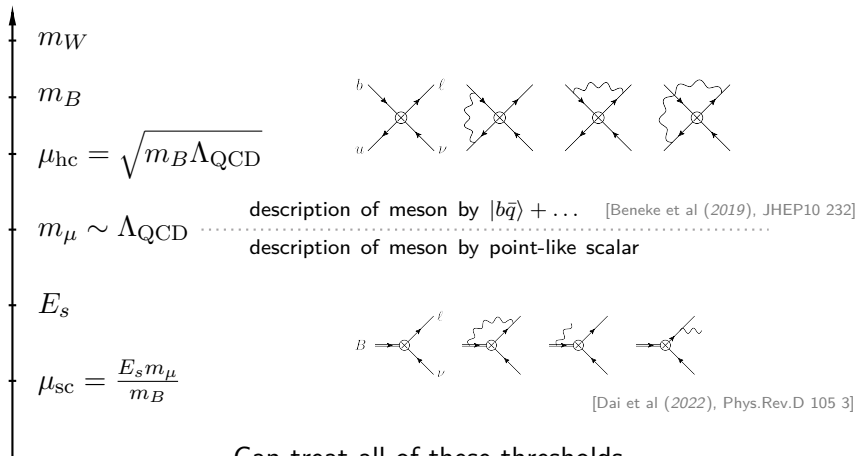 m_W
m_B
b ℓ
u ν
μ_hc = √(m_B Λ_QCD)
description of meson by |bq̄⟩ + ... [Beneke et al (2019), JHEP10 232]
m_μ ∼ Λ_QCD
description of meson by point-like scalar
E_s
ℓ
B
ν
μ_sc = E_s m_μ / m_B
[Dai et al (2022), Phys.Rev.D 105 3]
Can treat all of these thresholds